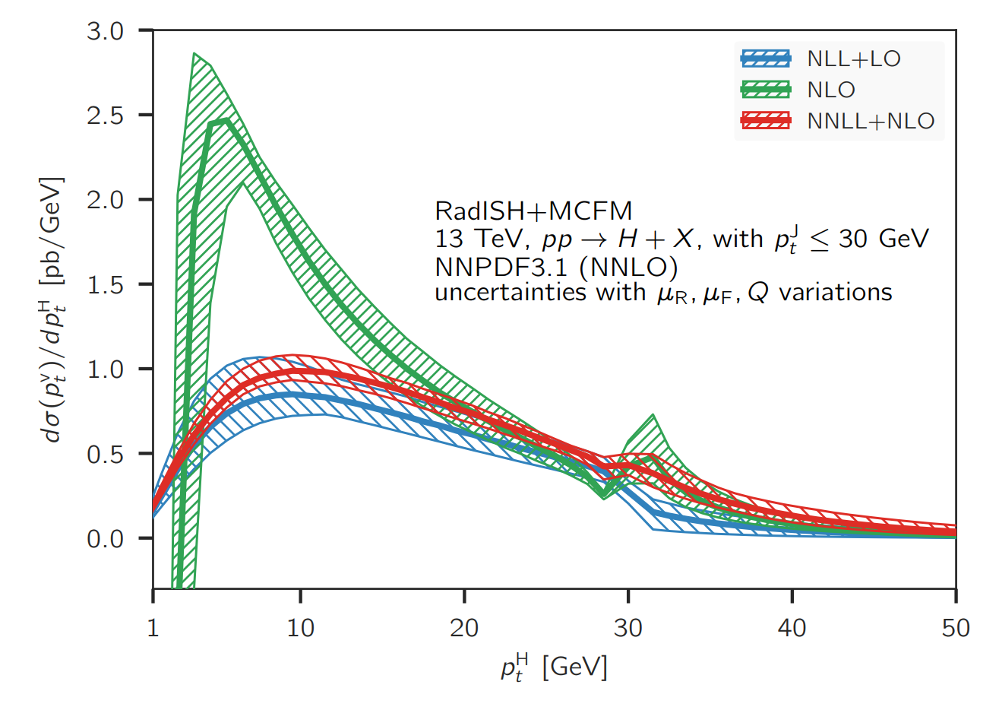 3.0
2.5
2.0
1.5
1.0
0.5
0.0
dσ(p_t^v)/dp_t^H [pb/GeV]
NLL+LO
NLO
NNLL+NLO
RadISH+MCFM
13 TeV, pp → H + X, with p_t^J ≤ 30 GeV
NNPDF3.1 (NNLO)
uncertainties with μ_R, μ_F, Q variations
1 10 20 30 40 50
p_t^H [GeV]